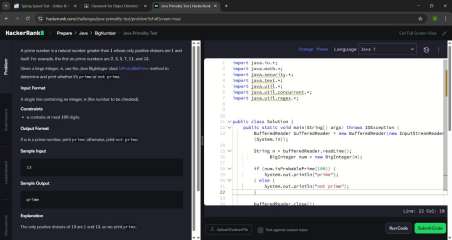 Typing Speed Test - Online
Classwork for Object Oriented
Java Primality Test | HackerRank
hackerrank.com/challenges/java-primality-test/problem?isFullScreen=true
HackerRank
Prepare > Java > BigNumber > Java Primality Test
Exit Full Screen View
Problem
Submissions
Leaderboard
Discussions
A prime number is a natural number greater than 1 whose only positive divisors are 1 and
itself. For example, the first six prime numbers are 2, 3, 5, 7, 11, and 13.
Given a large integer, n, use the Java BigInteger class' isProbablePrime method to
determine and print whether it's prime or not prime.
Input Format
A single line containing an integer, n (the number to be checked).
Constraints
n contains at most 100 digits.
Output Format
If n is a prime number, print prime; otherwise, print not prime.
Sample Input
13
Sample Output
prime
Explanation
The only positive divisors of 13 are 1 and 13, so we print prime.
Change Theme
Language
Java 7
import java.io.*;
import java.math.*;
import java.security.*;
import java.text.*;
import java.util.*;
import java.util.concurrent.*;
import java.util.regex.*;
public class Solution {
public static void main(String[] args) throws IOException {
BufferedReader bufferedReader = new BufferedReader(new InputStreamReader
(System.in));
String n = bufferedReader.readLine();
BigInteger num = new BigInteger(n);
if (num.isProbablePrime(100)) {
System.out.println("prime");
} else {
System.out.println("not prime");
}
bufferedReader.close();
Line: 22 Col: 10
Upload Code as File
Test against custom input
Run Code
Submit Code